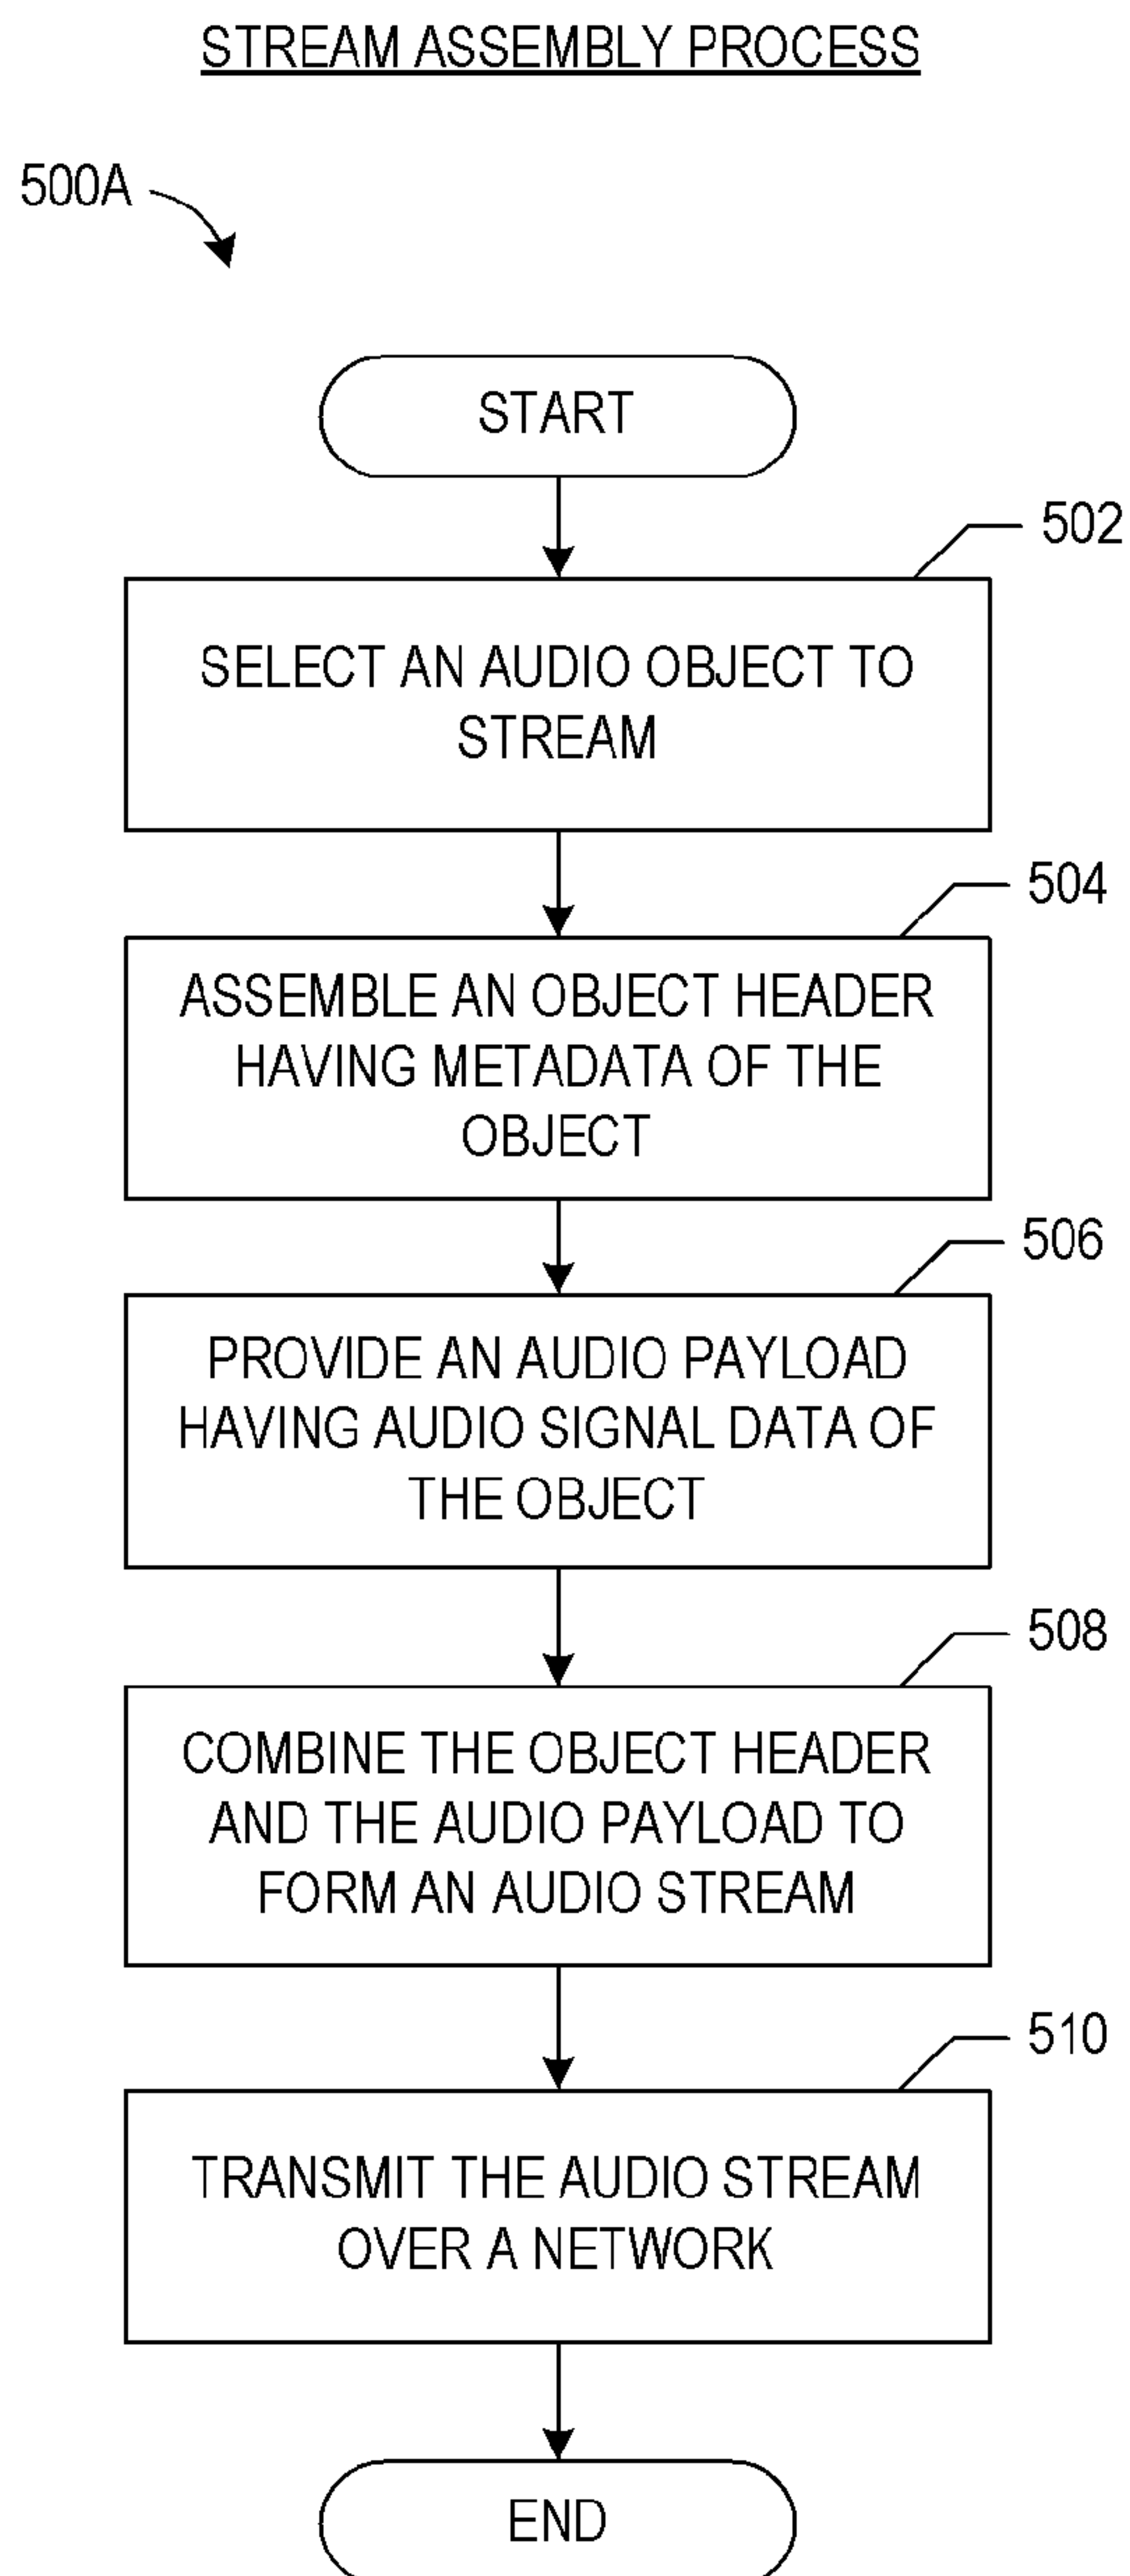 STREAM ASSEMBLY PROCESS
500A
START
502
SELECT AN AUDIO OBJECT TO
STREAM
504
ASSEMBLE AN OBJECT HEADER
HAVING METADATA OF THE
OBJECT
506
PROVIDE AN AUDIO PAYLOAD
HAVING AUDIO SIGNAL DATA OF
THE OBJECT
508
COMBINE THE OBJECT HEADER
AND THE AUDIO PAYLOAD TO
FORM AN AUDIO STREAM
510
TRANSMIT THE AUDIO STREAM
OVER A NETWORK
END